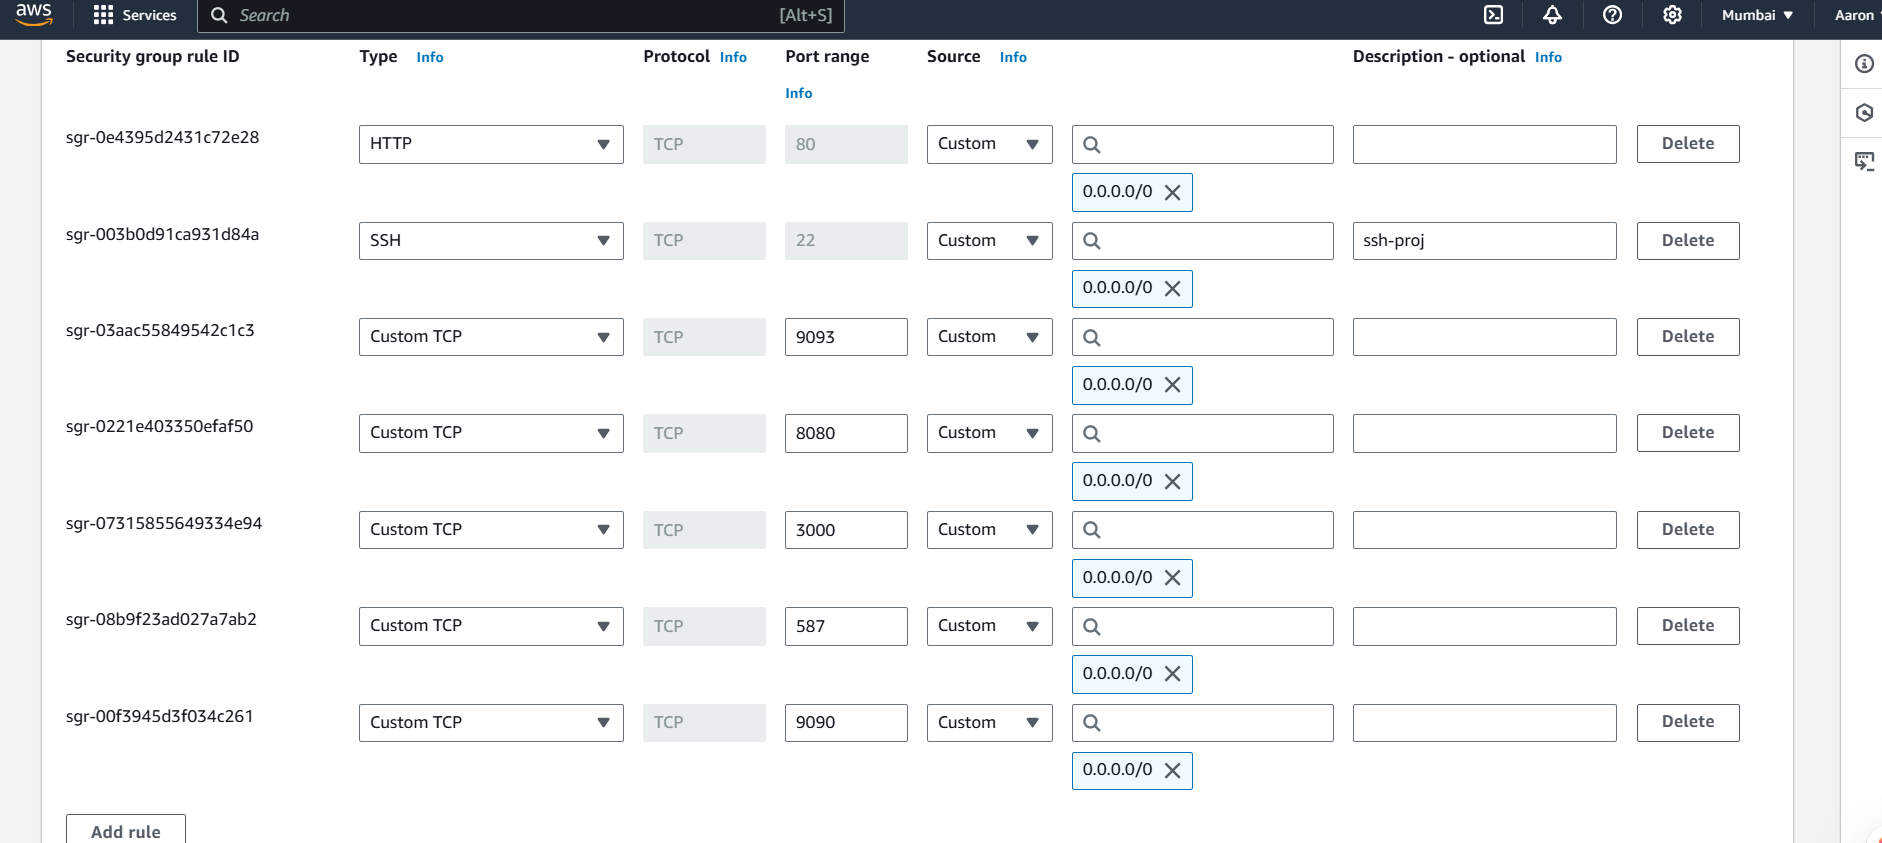 aws Services Search [Alt+S] Mumbai Aaron
Security group rule ID Type Info Protocol Info Port range Source Info Description - optional Info
Info
sgr-0e4395d2431c72e28 HTTP TCP 80 Custom Delete
0.0.0.0/0
sgr-003b0d91ca931d84a SSH TCP 22 Custom ssh-proj Delete
0.0.0.0/0
sgr-03aac55849542c1c3 Custom TCP TCP 9093 Custom Delete
0.0.0.0/0
sgr-0221e403350efaf50 Custom TCP TCP 8080 Custom Delete
0.0.0.0/0
sgr-07315855649334e94 Custom TCP TCP 3000 Custom Delete
0.0.0.0/0
sgr-08b9f23ad027a7ab2 Custom TCP TCP 587 Custom Delete
0.0.0.0/0
sgr-00f3945d3f034c261 Custom TCP TCP 9090 Custom Delete
0.0.0.0/0
Add rule